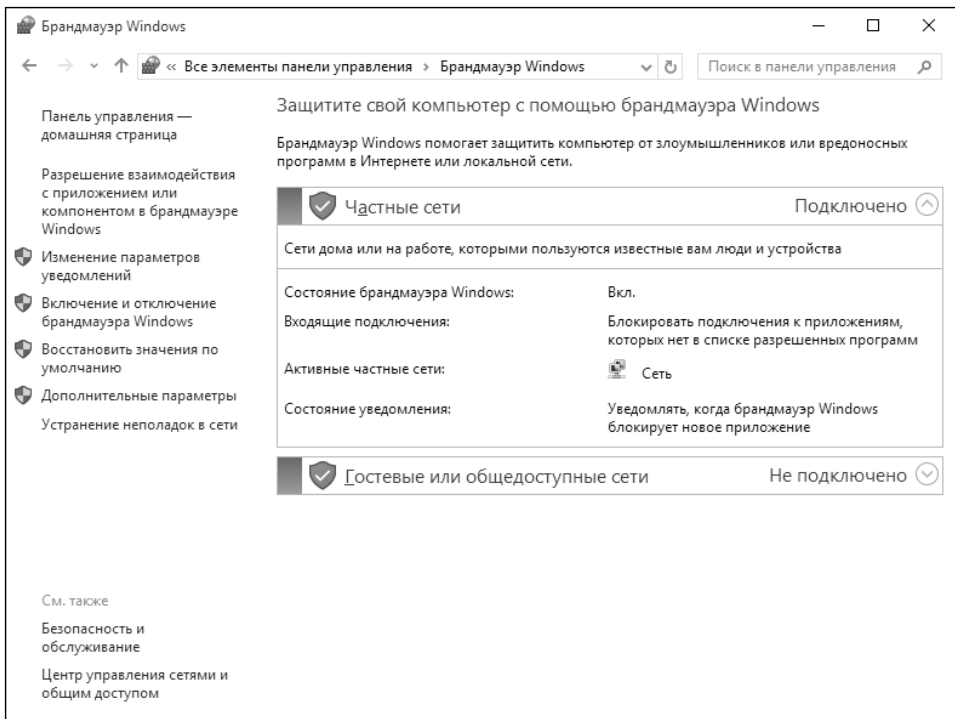 Брандмауэр Windows
« Все элементы панели управления › Брандмауэр Windows
Поиск в панели управления
Панель управления —
домашняя страница
Разрешение взаимодействия
с приложением или
компонентом в брандмауэре
Windows
Изменение параметров
уведомлений
Включение и отключение
брандмауэра Windows
Восстановить значения по
умолчанию
Дополнительные параметры
Устранение неполадок в сети
См. также
Безопасность и
обслуживание
Центр управления сетями и
общим доступом
Защитите свой компьютер с помощью брандмауэра Windows
Брандмауэр Windows помогает защитить компьютер от злоумышленников или вредоносных
программ в Интернете или локальной сети.
Частные сети Подключено
Сети дома или на работе, которыми пользуются известные вам люди и устройства
Состояние брандмауэра Windows: Вкл.
Входящие подключения: Блокировать подключения к приложениям,
которых нет в списке разрешенных программ
Активные частные сети: Сеть
Состояние уведомления: Уведомлять, когда брандмауэр Windows
блокирует новое приложение
Гостевые или общедоступные сети Не подключено